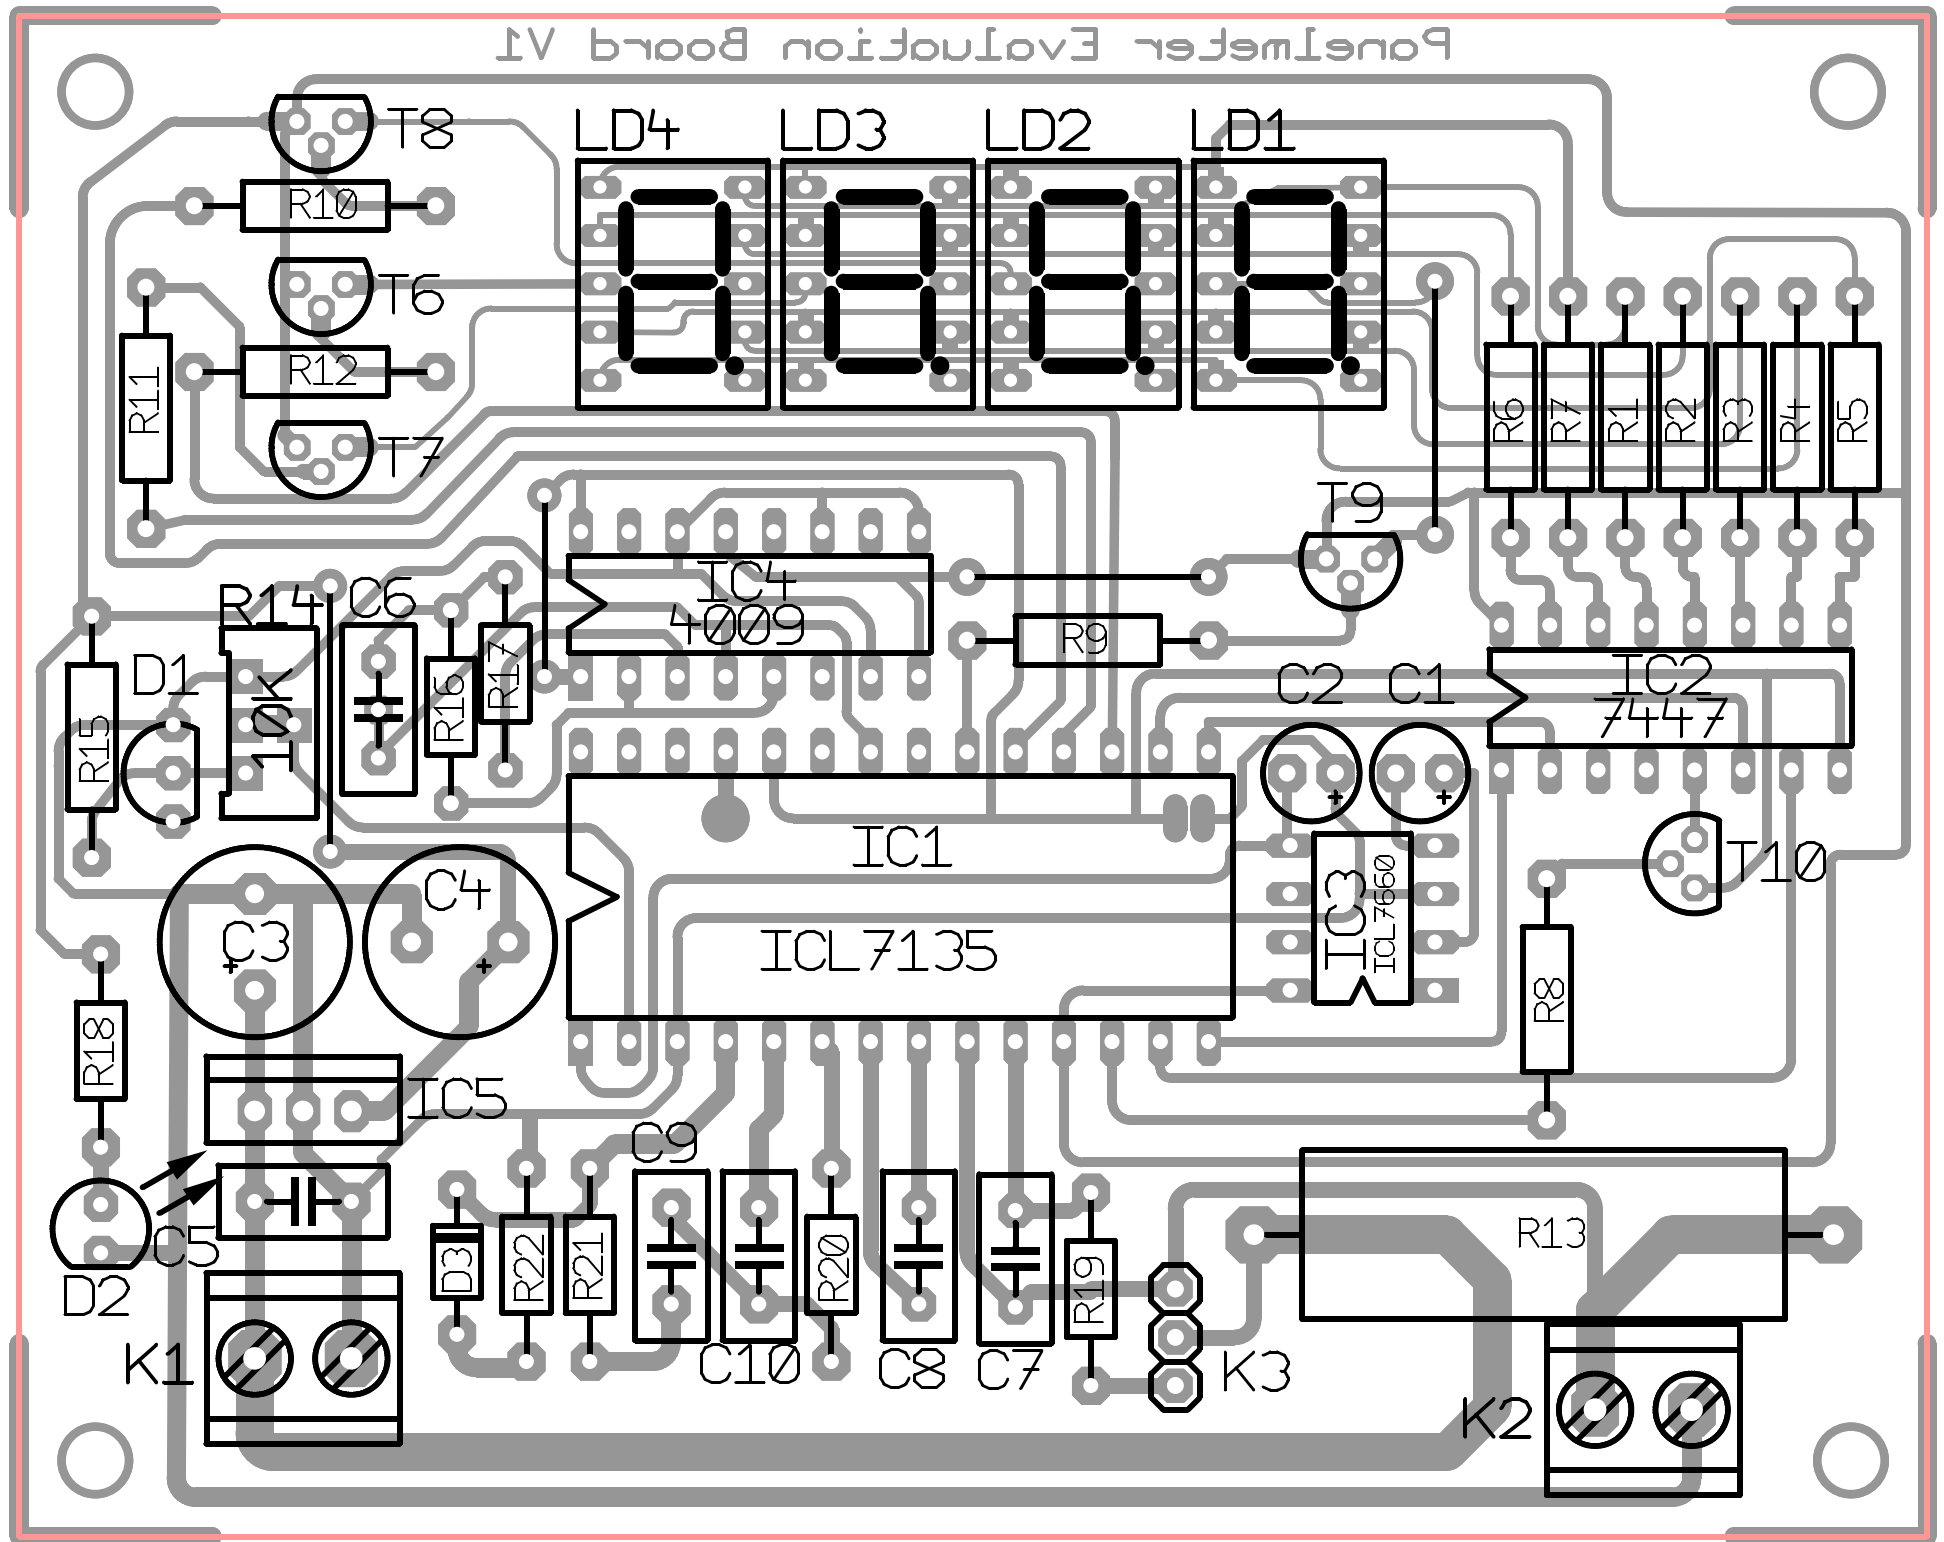 Panelmeter Evaluation Board V1
T8
LD4
LD3
LD2
LD1
R10
T6
R12
R11
T7
R6
R7
R1
R2
R3
R4
R5
T9
R14
C6
IC4
4009
R9
D1
10K
R17
R16
R15
C2
C1
IC2
7447
IC1
ICL7135
IC3
ICL7660
T10
C4
C3
+
+
+
+
R8
R18
IC5
C9
C5
D2
D3
R22
R21
R20
R19
R13
K1
C10
C8
C7
K3
K2